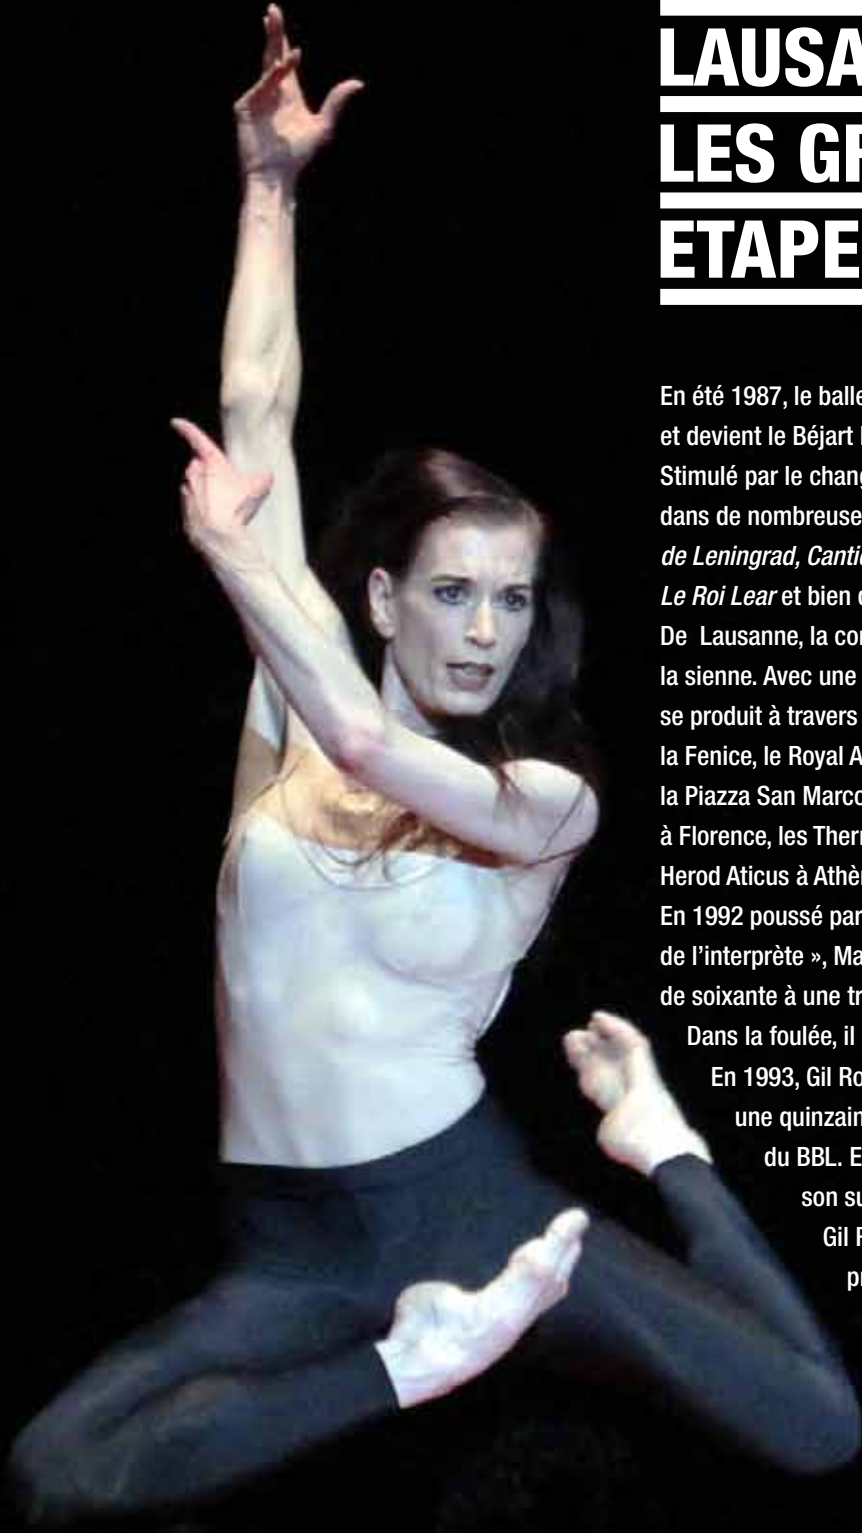 LAUSA
LES GR
ETAPE
En été 1987, le balle
et devient le Béjart
Stimulé par le chang
dans de nombreuse
de Leningrad, Cantic
Le Roi Lear et bien
De  Lausanne, la cor
la sienne. Avec une
se produit à travers
la Fenice, le Royal A
la Piazza San Marco
à Florence, les Ther
Herod Aticus à Athèn
En 1992 poussé par
de l’interprète », Ma
de soixante à une tr
Dans la foulée, il
En 1993, Gil Ro
une quinzain
du BBL. E
son su
Gil R
pr